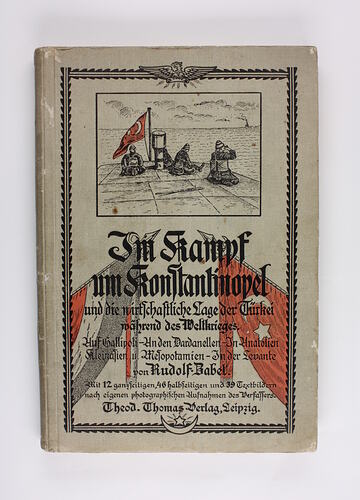 Im Kampf
um Konstantinopel
und die wirtschaftliche Lage der Türkei
während des Weltkrieges.
Auf Gallipoli - An den Dardanellen - In Anatolien
Kleinasien u. Mesopotamien - In der Levante
von Rudolf Zabel.
Mit 12 ganzseitigen, 46 halbseitigen und 39 Textbildern
nach eigenen photographischen Aufnahmen des Verfassers.
Theod. Thomas Verlag, Leipzig.